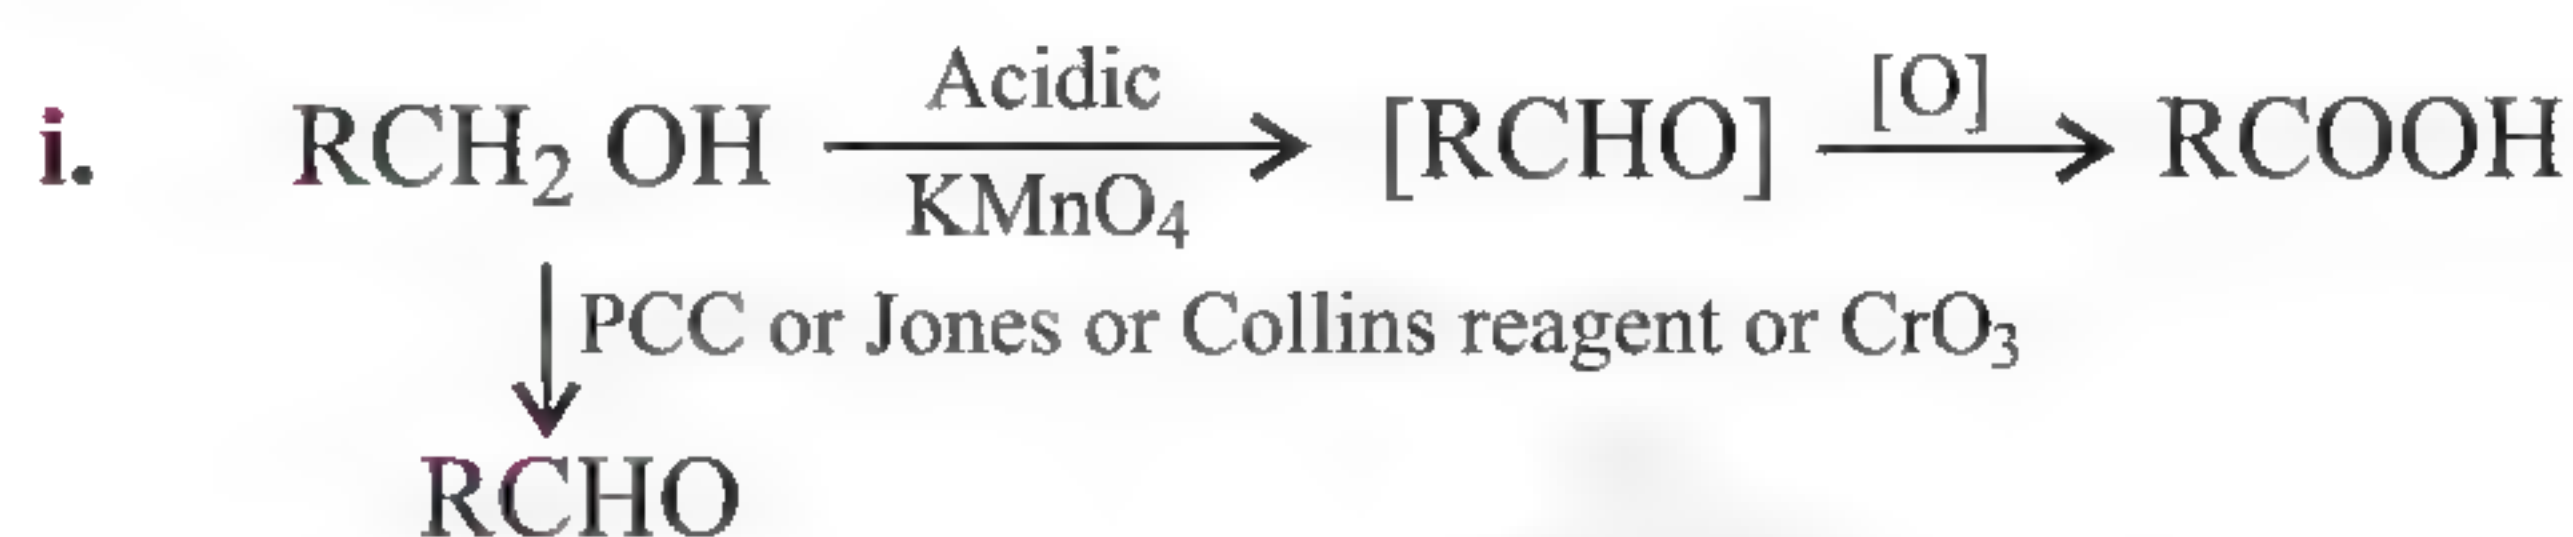 Acidic [O]
i. RCH₂ OH ⟶ [RCHO] ⟶ RCOOH
KMnO₄
↓ PCC or Jones or Collins reagent or CrO₃
RCHO